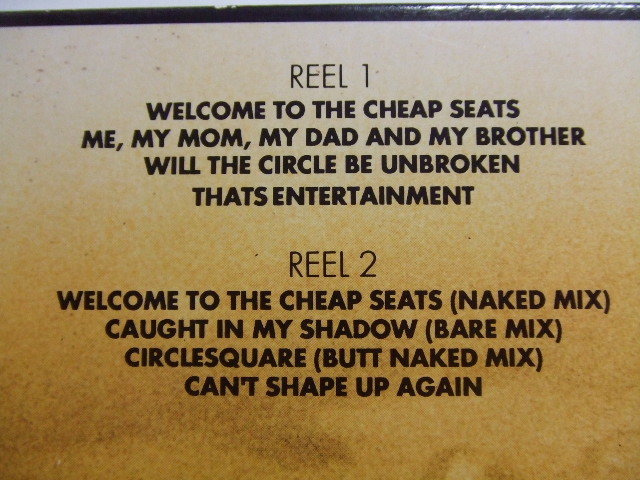 REEL 1
WELCOME TO THE CHEAP SEATS
ME, MY MOM, MY DAD AND MY BROTHER
WILL THE CIRCLE BE UNBROKEN
THATS ENTERTAINMENT
REEL 2
WELCOME TO THE CHEAP SEATS (NAKED MIX)
CAUGHT IN MY SHADOW (BARE MIX)
CIRCLESQUARE (BUTT NAKED MIX)
CAN'T SHAPE UP AGAIN